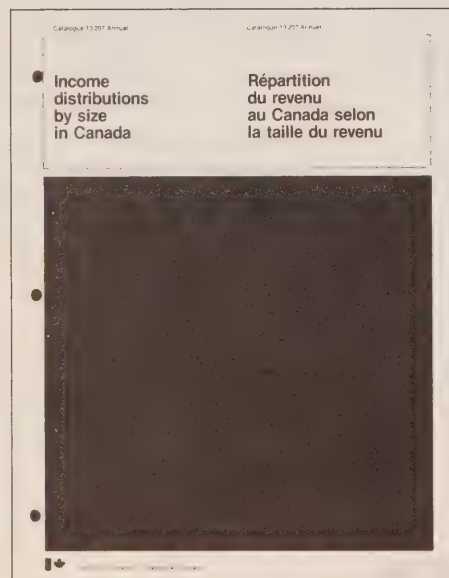 Catalogue 13-207 Annual
Income
distributions
by size
in Canada
Catalogue 13-207 Annuel
Répartition
du revenu
au Canada selon
la taille du revenu